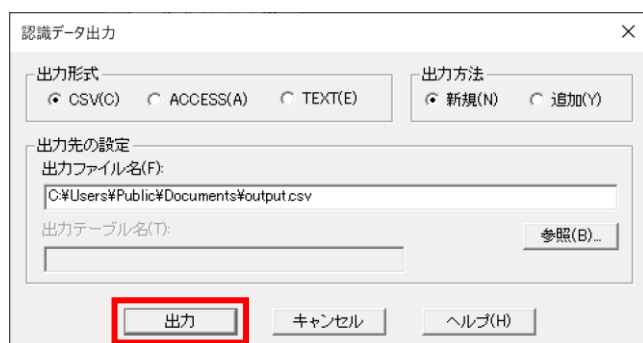 認識データ出力
出力形式
CSV(C) ACCESS(A) TEXT(E)
出力方法
新規(N) 追加(Y)
出力先の設定
出力ファイル名(F):
C:¥Users¥Public¥Documents¥output.csv
出力テーブル名(T):
参照(B)...
出力 キャンセル ヘルプ(H)